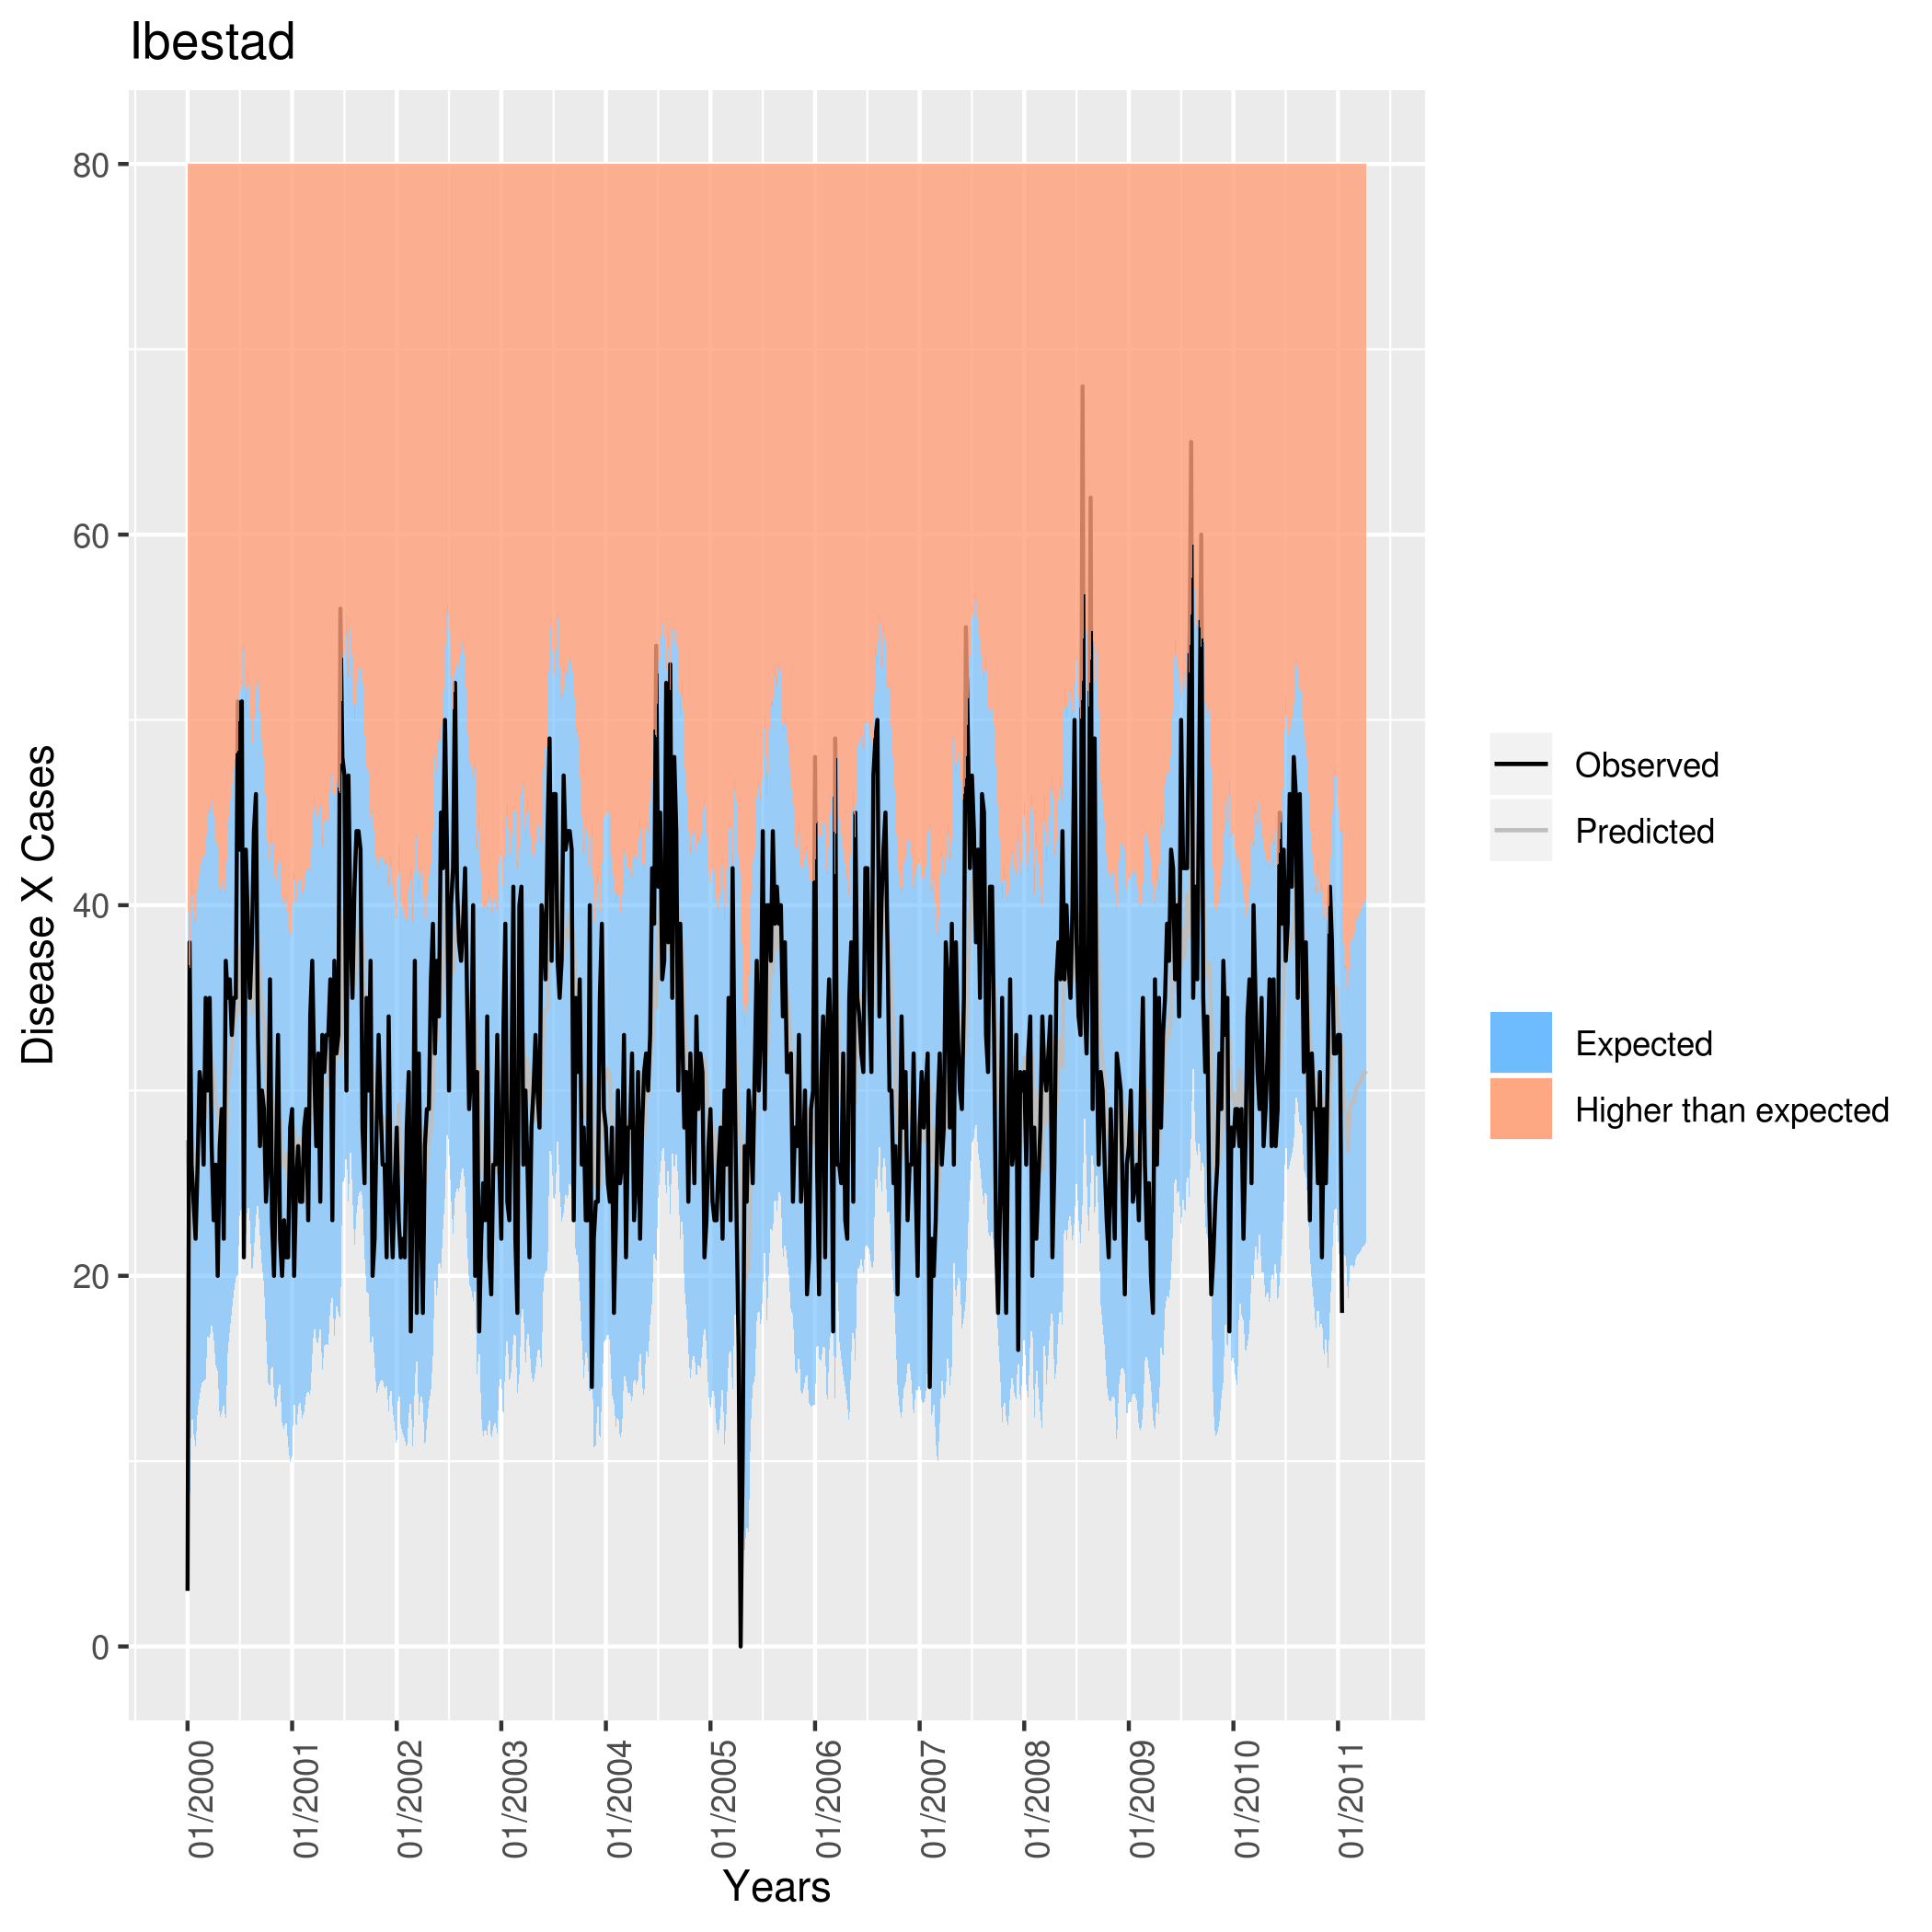 Ibestad
Disease X Cases
80
60
40
20
0
01/2000
01/2001
01/2002
01/2003
01/2004
01/2005
01/2006
01/2007
01/2008
01/2009
01/2010
01/2011
Years
Observed
Predicted
Expected
Higher than expected